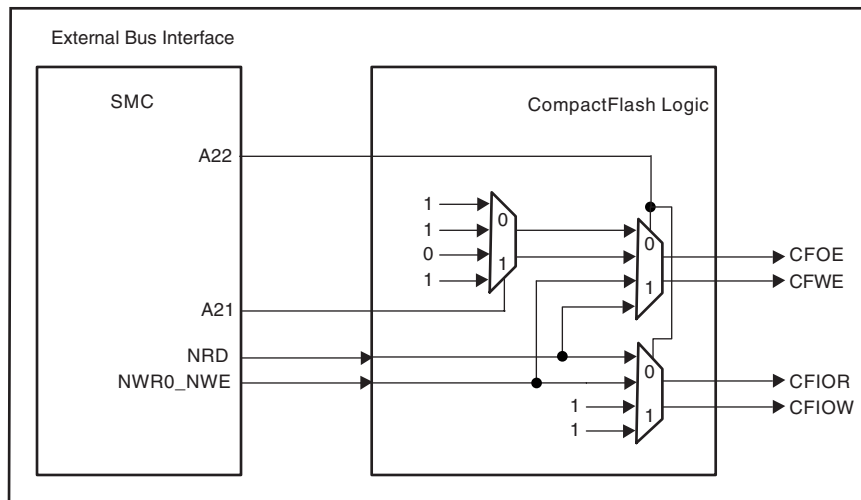 External Bus Interface
SMC
CompactFlash Logic
A22
1
1
0
1
0
1
0
1
CFOE
CFWE
A21
NRD
NWR0_NWE
0
1
1
1
CFIOR
CFIOW